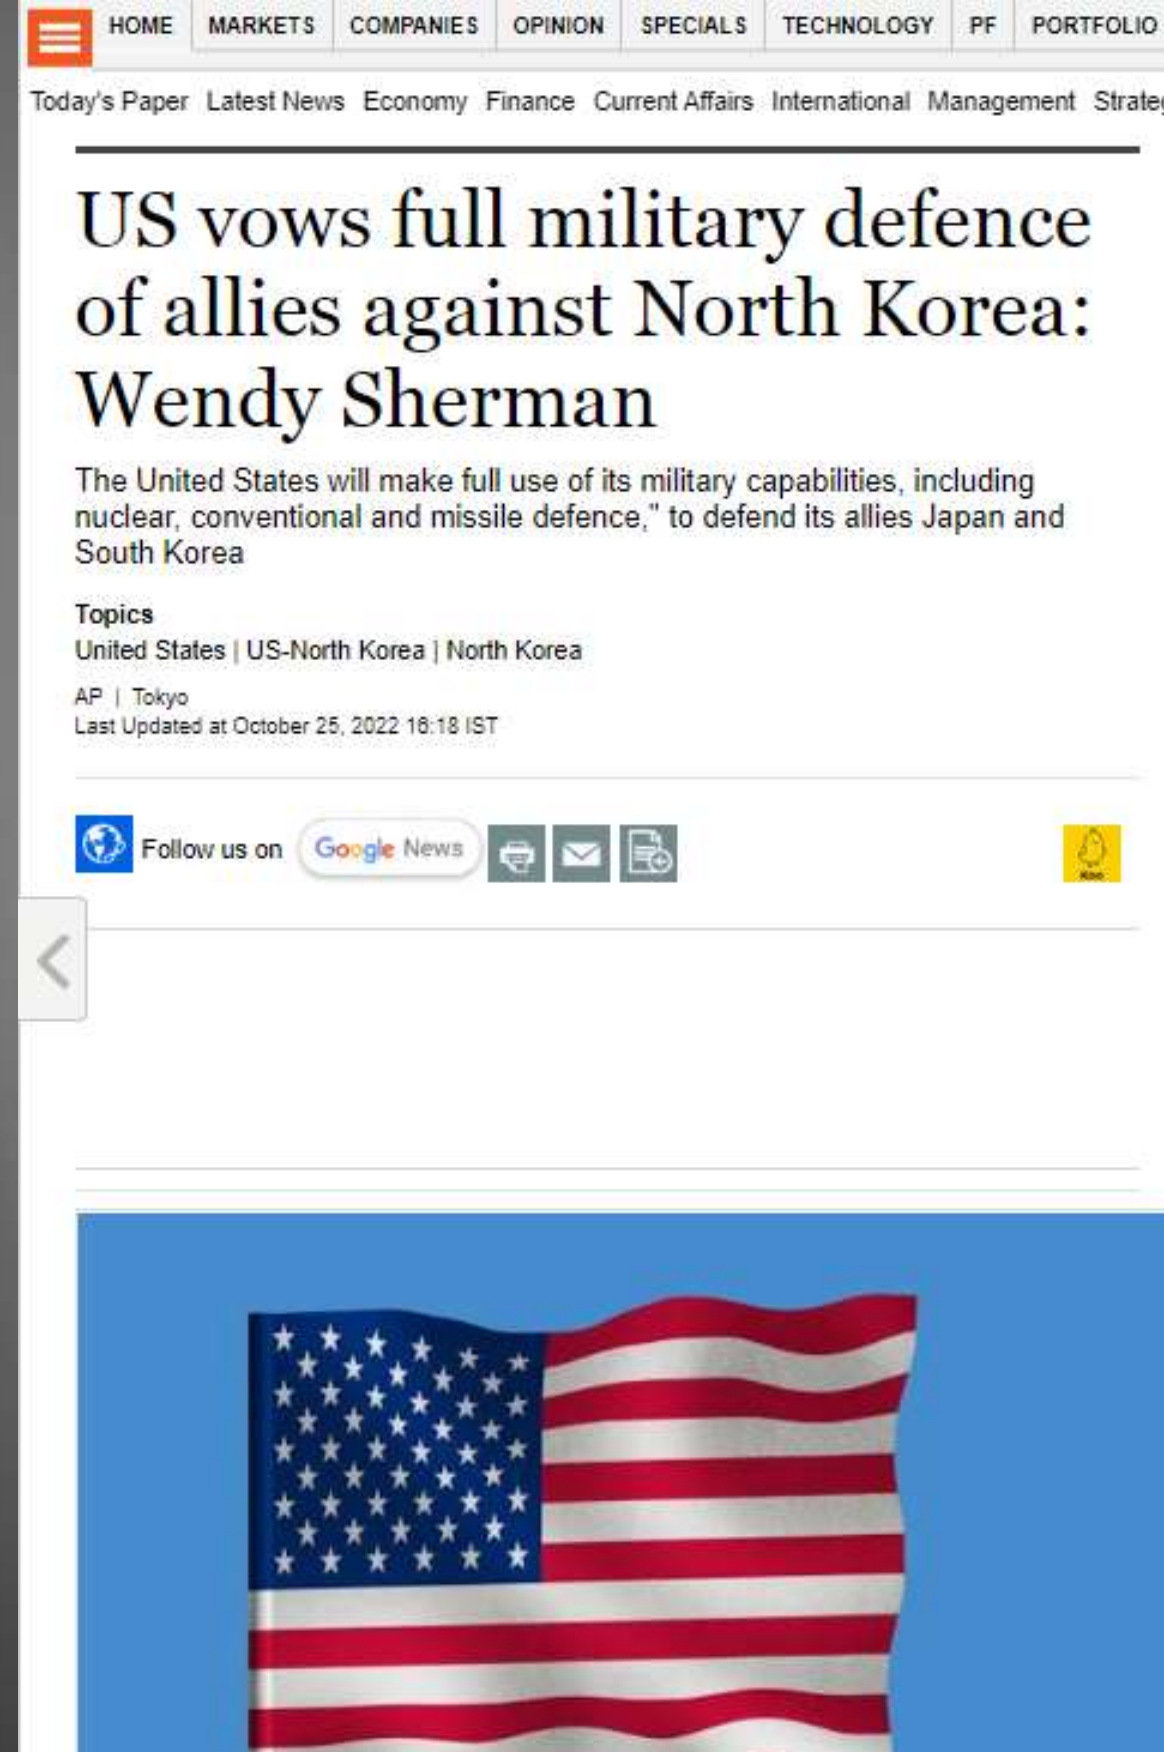 HOME MARKETS COMPANIES OPINION SPECIALS TECHNOLOGY PF PORTFOLIO
Today's Paper Latest News Economy Finance Current Affairs International Management Strateg
US vows full military defence
of allies against North Korea:
Wendy Sherman
The United States will make full use of its military capabilities, including
nuclear, conventional and missile defence," to defend its allies Japan and
South Korea
Topics
United States | US-North Korea | North Korea
AP | Tokyo
Last Updated at October 25, 2022 16:18 IST
Follow us on Google News
Koo